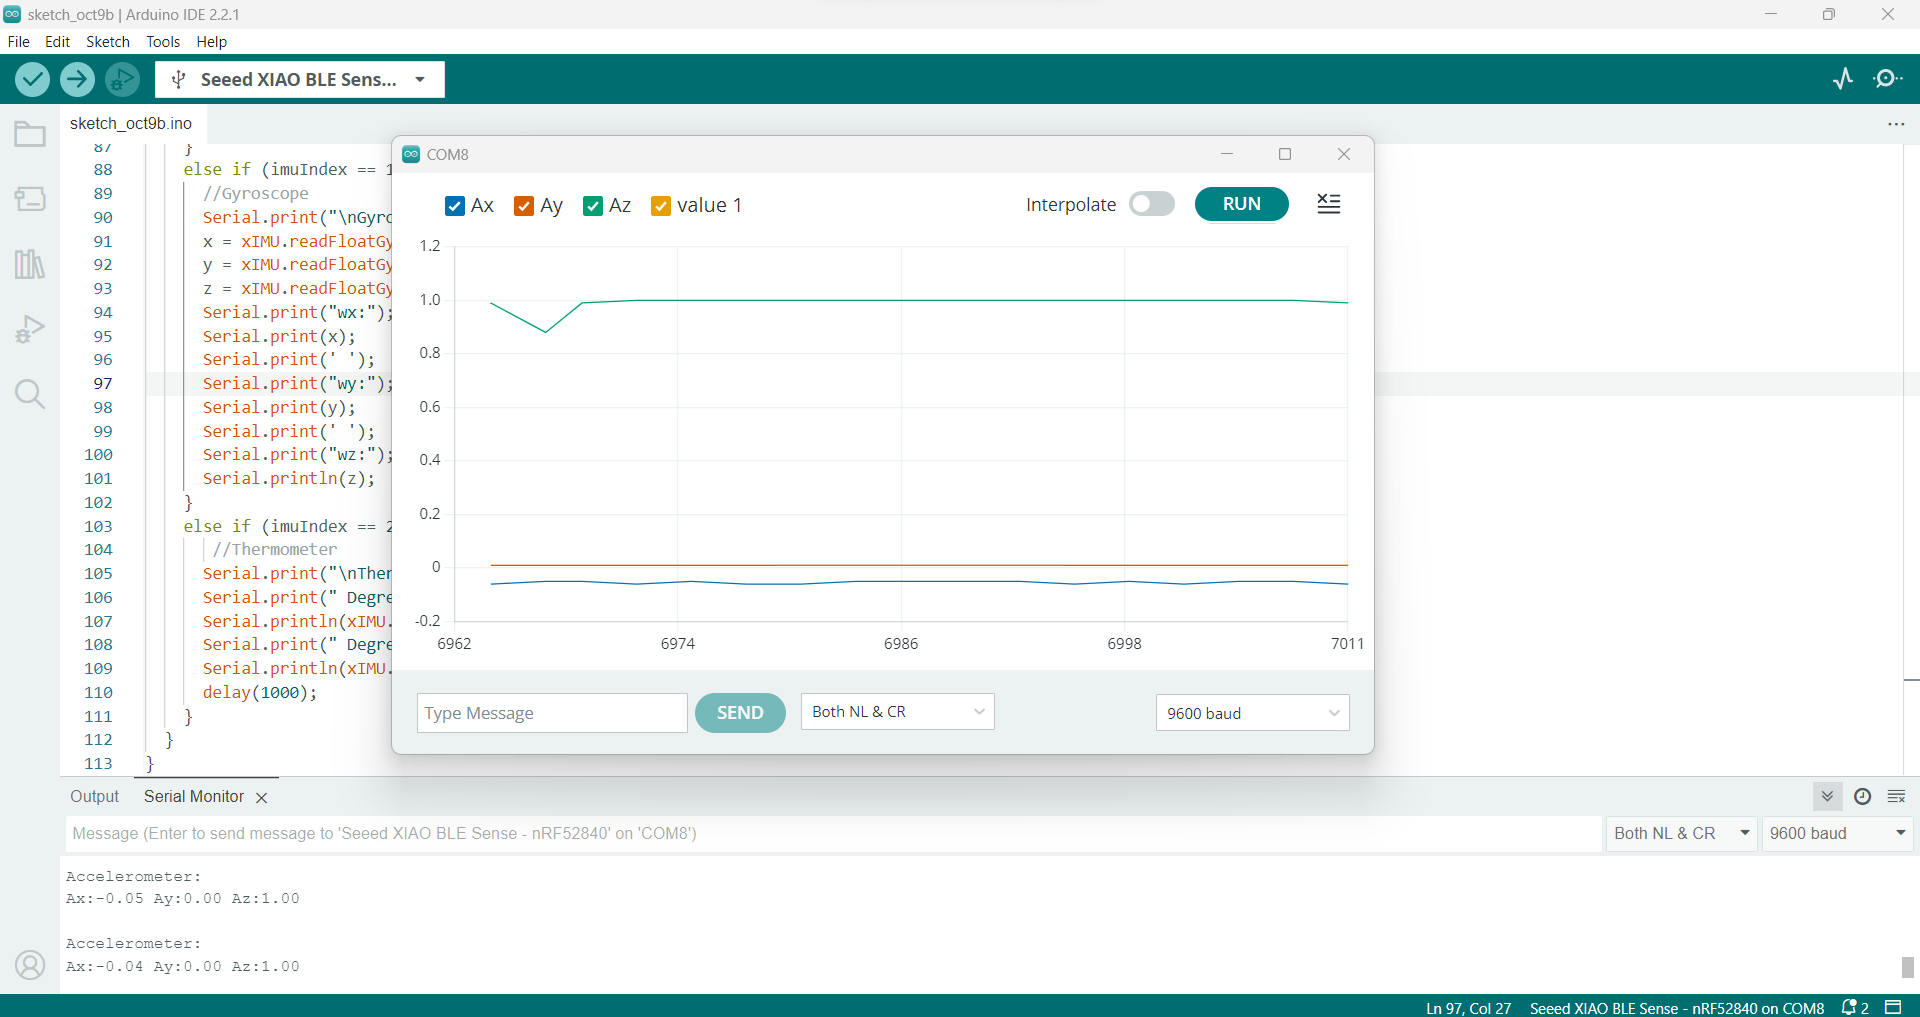 sketch_oct9b | Arduino IDE 2.2.1
File Edit Sketch Tools Help
Seeed XIAO BLE Sens...
sketch_oct9b.ino
87 }
88 else if (imuIndex == 1
89 //Gyroscope
90 Serial.print("\nGyro
91 x = xIMU.readFloatGy
92 y = xIMU.readFloatGy
93 z = xIMU.readFloatGy
94 Serial.print("wx:");
95 Serial.print(x);
96 Serial.print(' ');
97 Serial.print("wy:");
98 Serial.print(y);
99 Serial.print(' ');
100 Serial.print("wz:");
101 Serial.println(z);
102 }
103 else if (imuIndex == 2
104 //Thermometer
105 Serial.print("\nTher
106 Serial.print(" Degre
107 Serial.println(xIMU.
108 Serial.print(" Degre
109 Serial.println(xIMU.
110 delay(1000);
111 }
112 }
113 }
COM8
Ax Ay Az value 1 Interpolate RUN
1.2
1.0
0.8
0.6
0.4
0.2
0
-0.2
6962 6974 6986 6998 7011
Type Message SEND Both NL & CR 9600 baud
Output Serial Monitor
Message (Enter to send message to 'Seeed XIAO BLE Sense - nRF52840' on 'COM8') Both NL & CR 9600 baud
Accelerometer:
Ax:-0.05 Ay:0.00 Az:1.00
Accelerometer:
Ax:-0.04 Ay:0.00 Az:1.00
Ln 97, Col 27 Seeed XIAO BLE Sense - nRF52840 on COM8 2